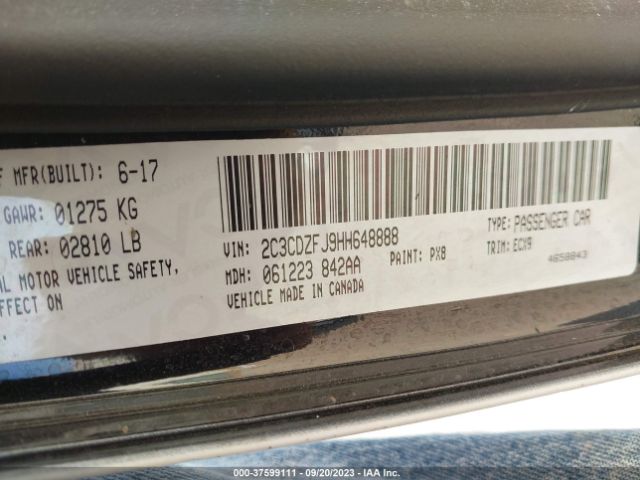 F MFR(BUILT): 6-17
GAWR: 01275 KG
REAR: 02810 LB
AL MOTOR VEHICLE SAFETY,
EFFECT ON
VIN: 2C3CDZFJ9HH648888
TYPE: PASSENGER CAR
MDH: 061223 842AA
PAINT: PX8
TRIM: ECX9
4658843
VEHICLE MADE IN CANADA
000-37599111 - 09/20/2023 - IAA Inc.